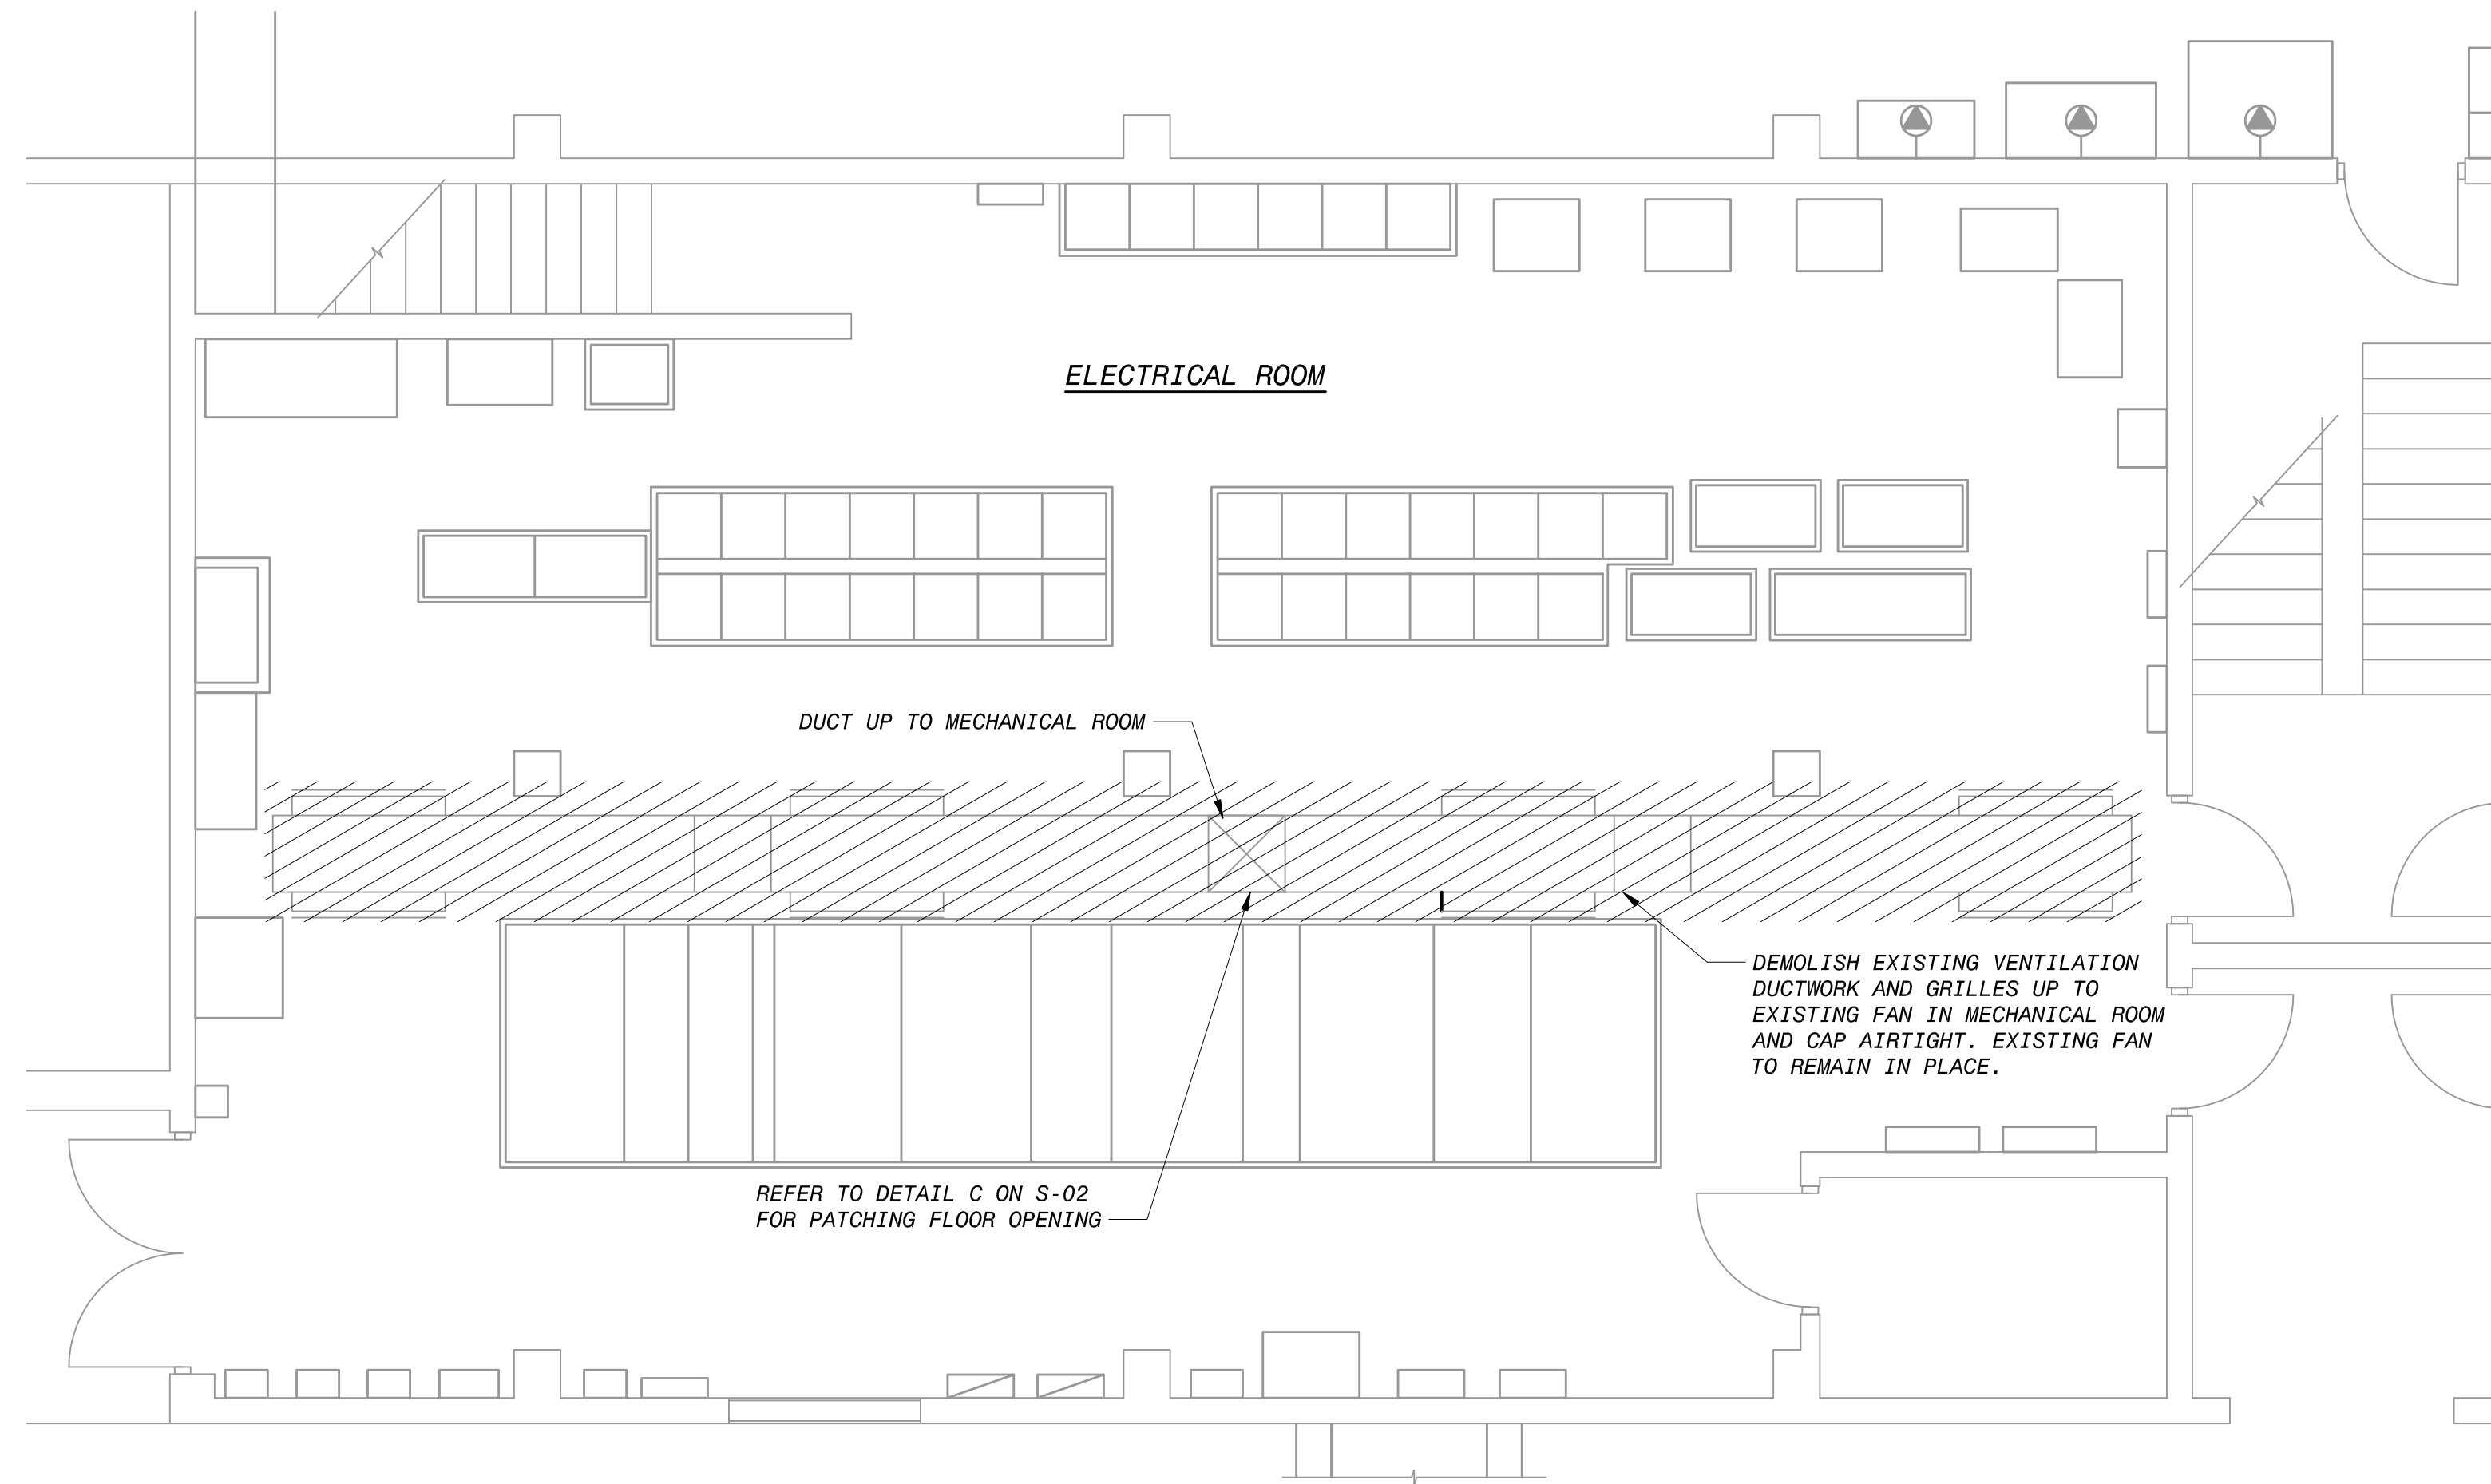 ELECTRICAL ROOM
DUCT UP TO MECHANICAL ROOM
DEMOLISH EXISTING VENTILATION
DUCTWORK AND GRILLES UP TO
EXISTING FAN IN MECHANICAL ROOM
AND CAP AIRTIGHT. EXISTING FAN
TO REMAIN IN PLACE.
REFER TO DETAIL C ON S-02
FOR PATCHING FLOOR OPENING